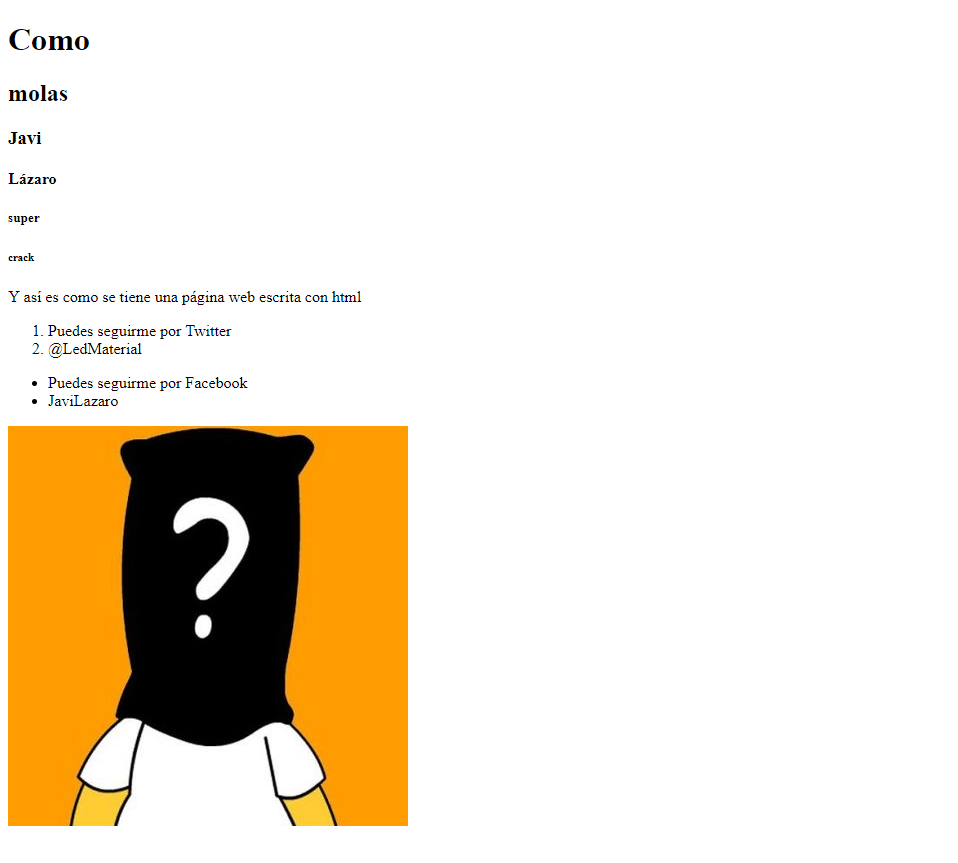 Como
molas
Javi
Lázaro
super
crack
Y así es como se tiene una página web escrita con html
1. Puedes seguirme por Twitter
2. @LedMaterial
• Puedes seguirme por Facebook
• JaviLazaro
?